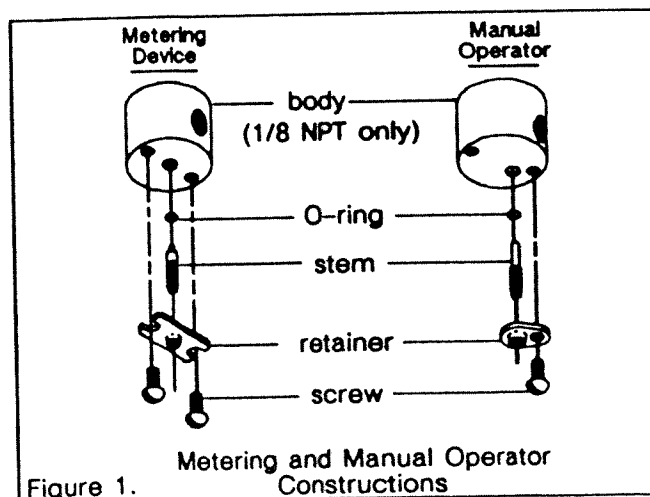 Metering Device
Manual Operator
body
(1/8 NPT only)
O-ring
stem
retainer
screw
Metering and Manual Operator
Figure 1. Constructions